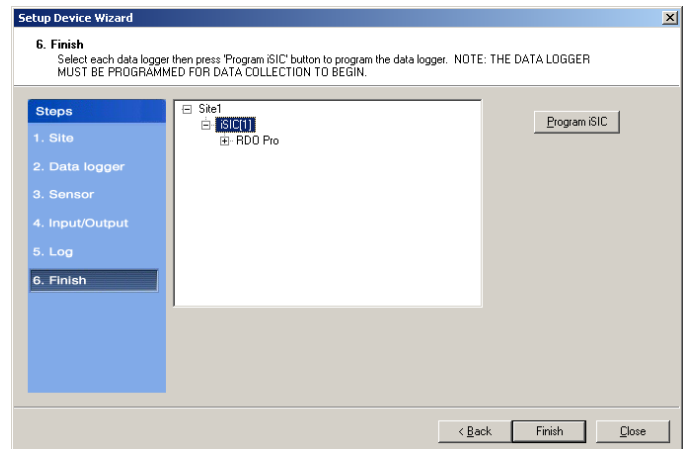 Setup Device Wizard
6. Finish
Select each data logger then press 'Program iSIC' button to program the data logger. NOTE: THE DATA LOGGER
MUST BE PROGRAMMED FOR DATA COLLECTION TO BEGIN.
Steps
1. Site
2. Data logger
3. Sensor
4. Input/Output
5. Log
6. Finish
Site1
iSIC[1]
RDO Pro
Program iSIC
< Back
Finish
Close